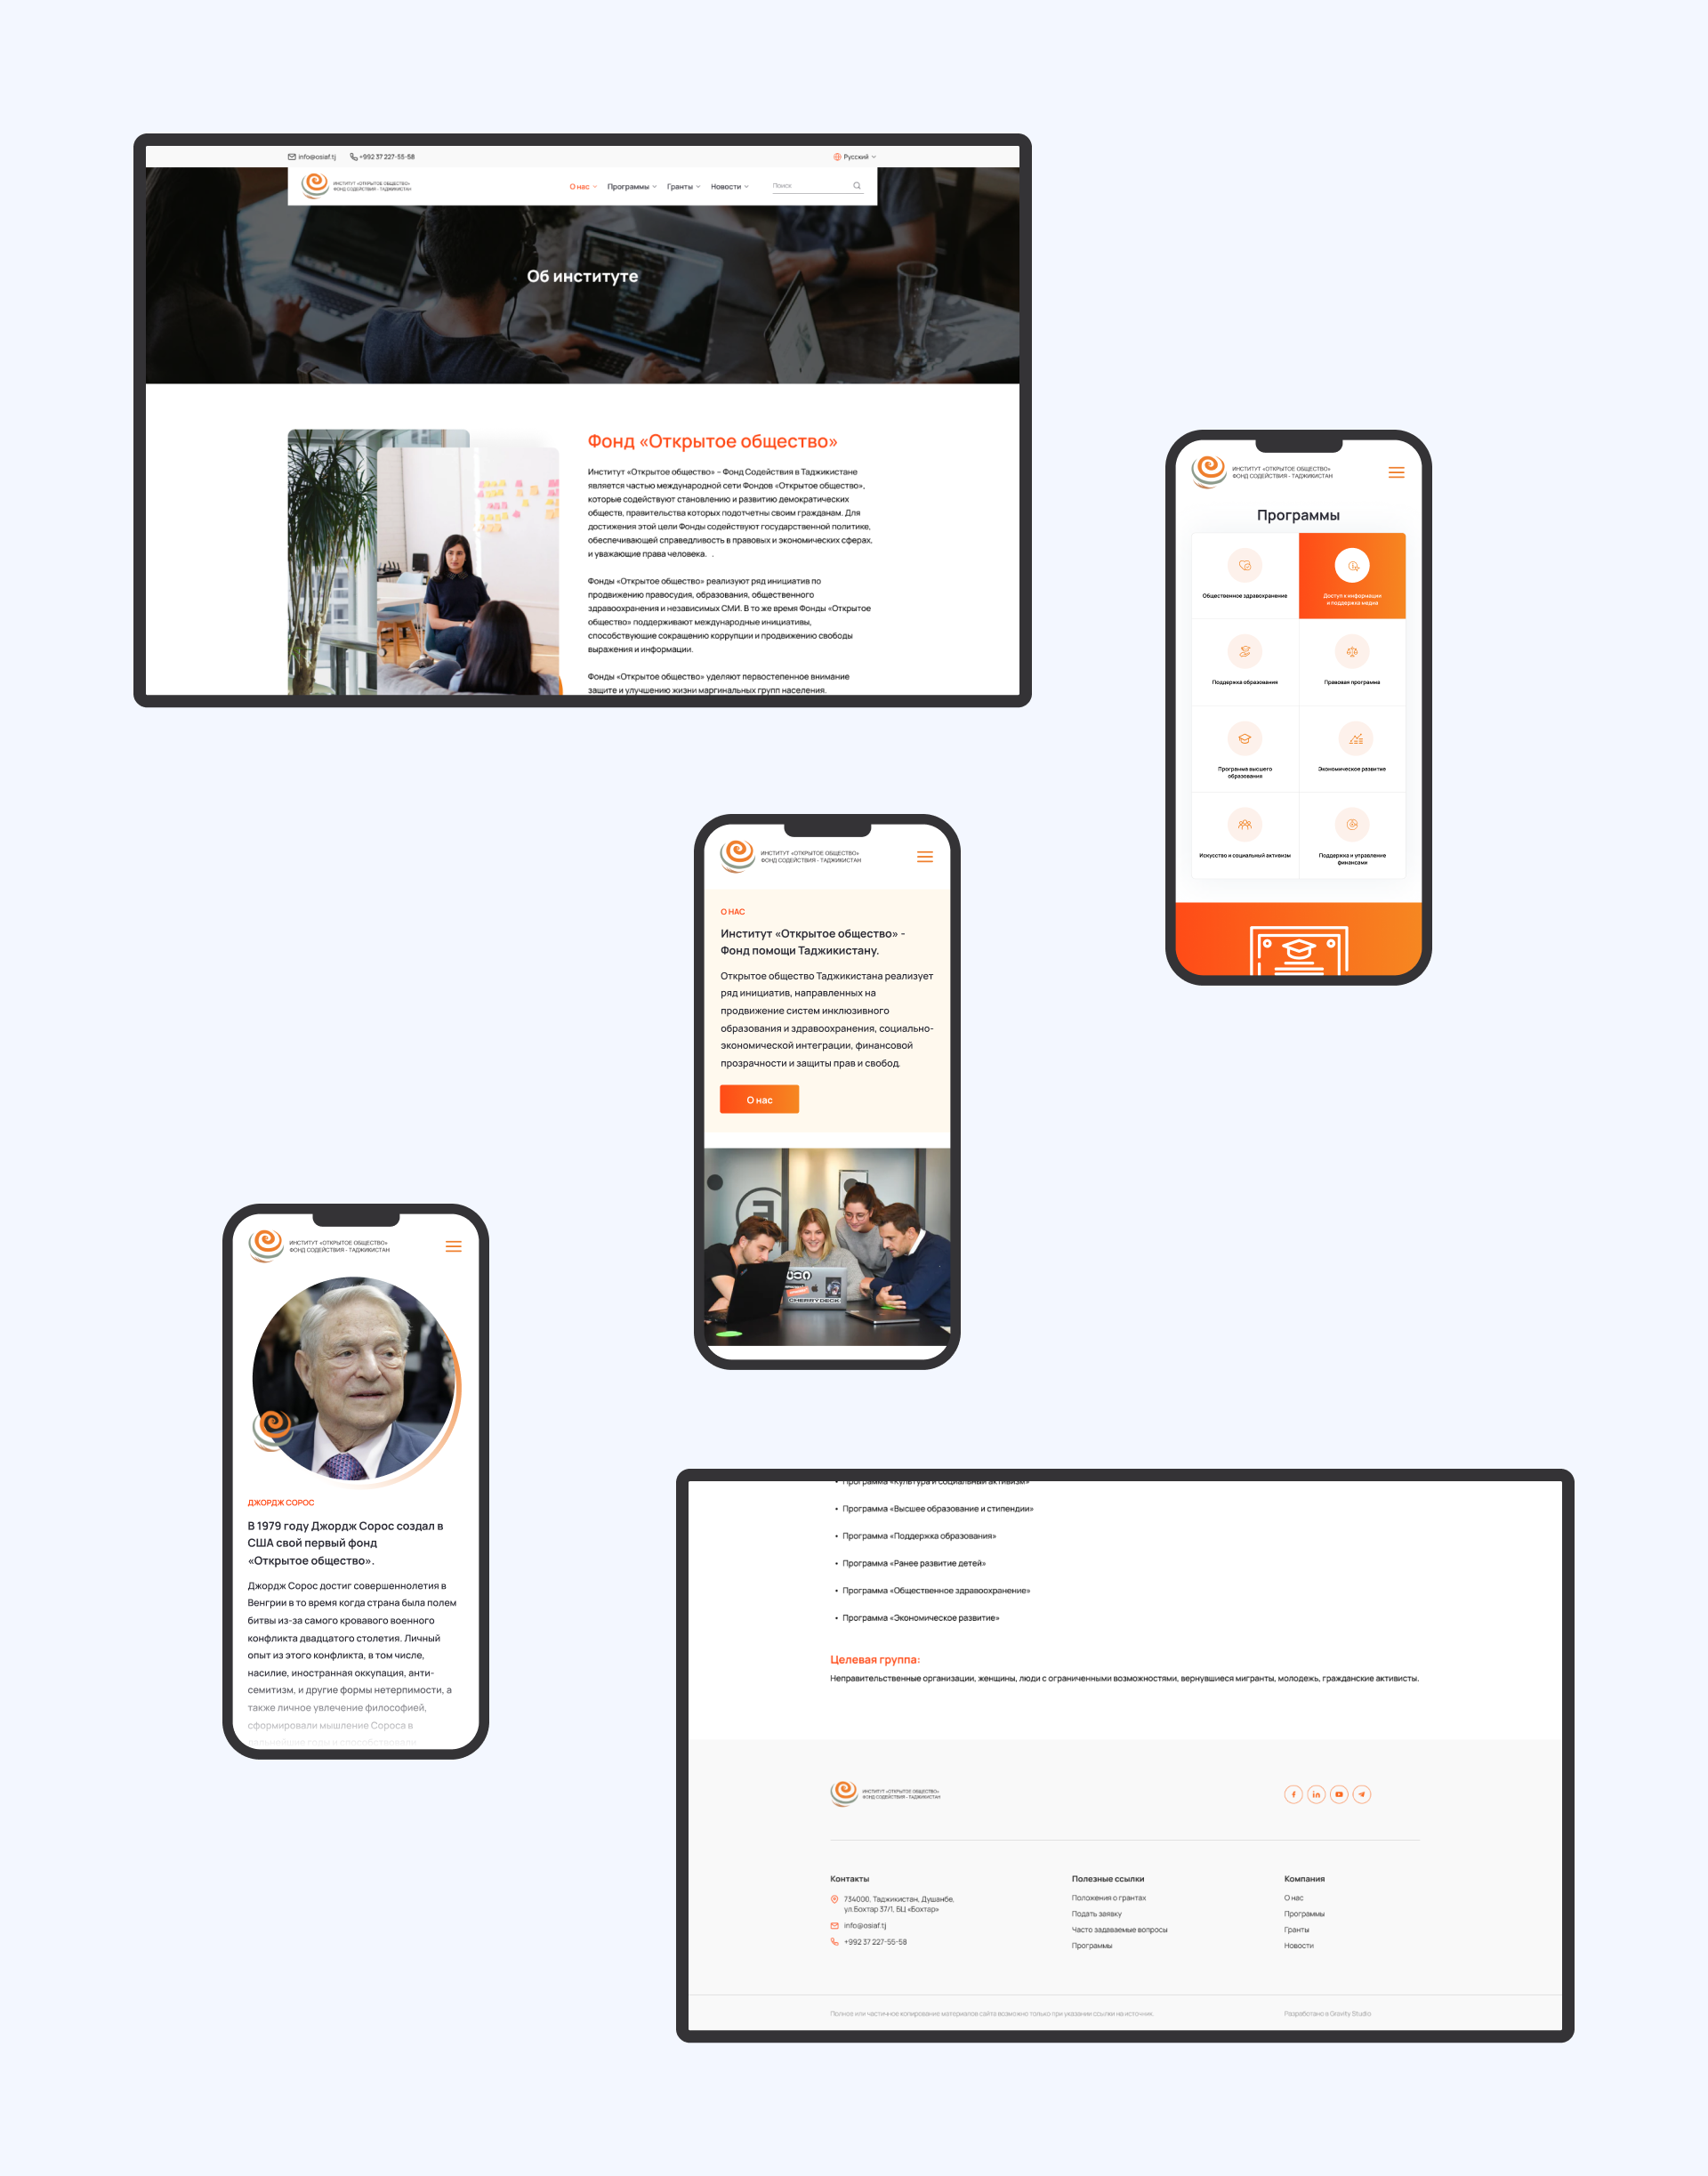 info@osiaf.tj
+992 37 227-55-58
Русский
ИНСТИТУТ «ОТКРЫТОЕ ОБЩЕСТВО»
ФОНД СОДЕЙСТВИЯ - ТАДЖИКИСТАН
О нас
Программы
Гранты
Новости
Поиск
Об институте
Фонд «Открытое общество»
Институт «Открытое общество» – Фонд Содействия в Таджикистане
является частью международной сети Фондов «Открытое общество»,
которые содействуют становлению и развитию демократических
обществ, правительства которых подотчетны своим гражданам. Для
достижения этой цели Фонды содействуют государственной политике,
обеспечивающей справедливость в правовых и экономических сферах,
и уважающие права человека. .
Фонды «Открытое общество» реализуют ряд инициатив по
продвижению правосудия, образования, общественного
здравоохранения и независимых СМИ. В то же время Фонды «Открытое
общество» поддерживают международные инициативы,
способствующие сокращению коррупции и продвижению свободы
выражения и информации.
Фонды «Открытое общество» уделяют первостепенное внимание
защите и улучшению жизни маргинальных групп населения.
ИНСТИТУТ «ОТКРЫТОЕ ОБЩЕСТВО»
ФОНД СОДЕЙСТВИЯ - ТАДЖИКИСТАН
Программы
Общественное здравохранение
Доступ к информации
и поддержка медиа
Поддержка образования
Правовая программа
Програмыа высшего
образования
Экономическое развитие
Искусство и социальный активизм
Поддержка и управление
финансами
ИНСТИТУТ «ОТКРЫТОЕ ОБЩЕСТВО»
ФОНД СОДЕЙСТВИЯ - ТАДЖИКИСТАН
О НАС
Институт «Открытое общество» -
Фонд помощи Таджикистану.
Открытое общество Таджикистана реализует
ряд инициатив, направленных на
продвижение систем инклюзивного
образования и здравоохранения, социально-
экономической интеграции, финансовой
прозрачности и защиты прав и свобод.
О нас
CHERRYDECK
ИНСТИТУТ «ОТКРЫТОЕ ОБЩЕСТВО»
ФОНД СОДЕЙСТВИЯ - ТАДЖИКИСТАН
ДЖОРДЖ СОРОС
В 1979 году Джордж Сорос создал в
США свой первый фонд
«Открытое общество».
Джордж Сорос достиг совершеннолетия в
Венгрии в то время когда страна была полем
битвы из-за самого кровавого военного
конфликта двадцатого столетия. Личный
опыт из этого конфликта, в том числе,
насилие, иностранная оккупация, анти-
семитизм, и другие формы нетерпимости, а
также личное увлечение философией,
сформировали мышление Сороса в
дальнейшие годы и способствовали
• Программа «Культура и социальный активизм»
• Программа «Высшее образование и стипендии»
• Программа «Поддержка образования»
• Программа «Ранее развитие детей»
• Программа «Общественное здравоохранение»
• Программа «Экономическое развитие»
Целевая группа:
Неправительственные организации, женщины, люди с ограниченными возможностями, вернувшиеся мигранты, молодежь, гражданские активисты.
ИНСТИТУТ «ОТКРЫТОЕ ОБЩЕСТВО»
ФОНД СОДЕЙСТВИЯ - ТАДЖИКИСТАН
Контакты
734000, Таджикистан, Душанбе,
ул.Бохтар 37/1, БЦ «Бохтар»
info@osiaf.tj
+992 37 227-55-58
Полезные ссылки
Положения о грантах
Подать заявку
Часто задаваемые вопросы
Программы
Компания
О нас
Программы
Гранты
Новости
Полное или частичное копирование материалов сайта возможно только при указании ссылки на источник.
Разработано в Gravity Studio